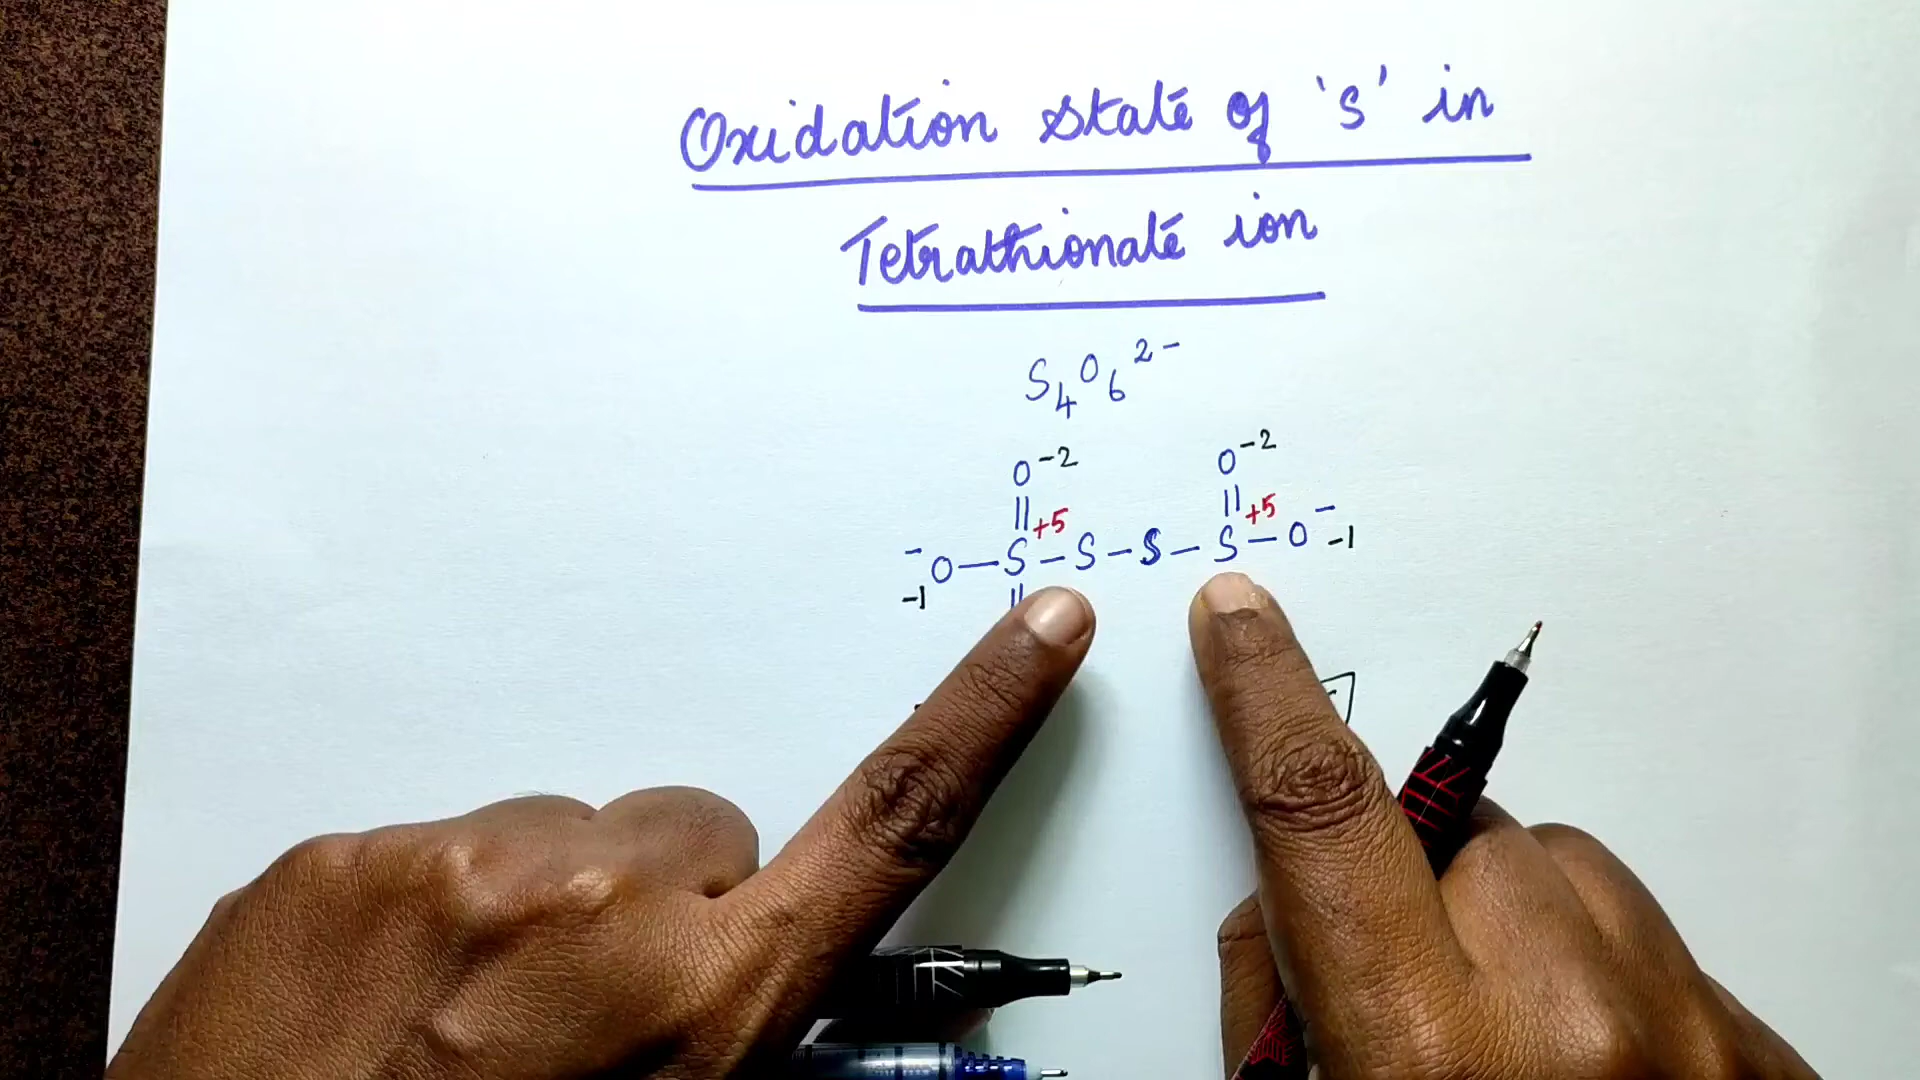 Oxidation state of 's' in
Tetrathionate ion
S4O6 2-
O-2 O-2
|| +5 || +5
- -
O—S—S—S—S—O -1
-1 ||